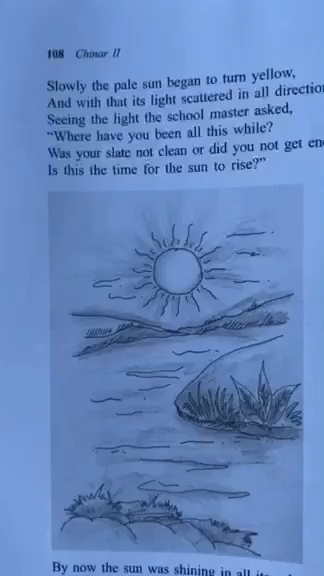 108 Chinar II
Slowly the pale sun began to turn yellow,
And with that its light scattered in all
Seeing the light the school master asked,
"Where have you been all this while?
Was your slate not clean or did you not get
Is this the time for the sun to rise?"
By now the sun was shining in all